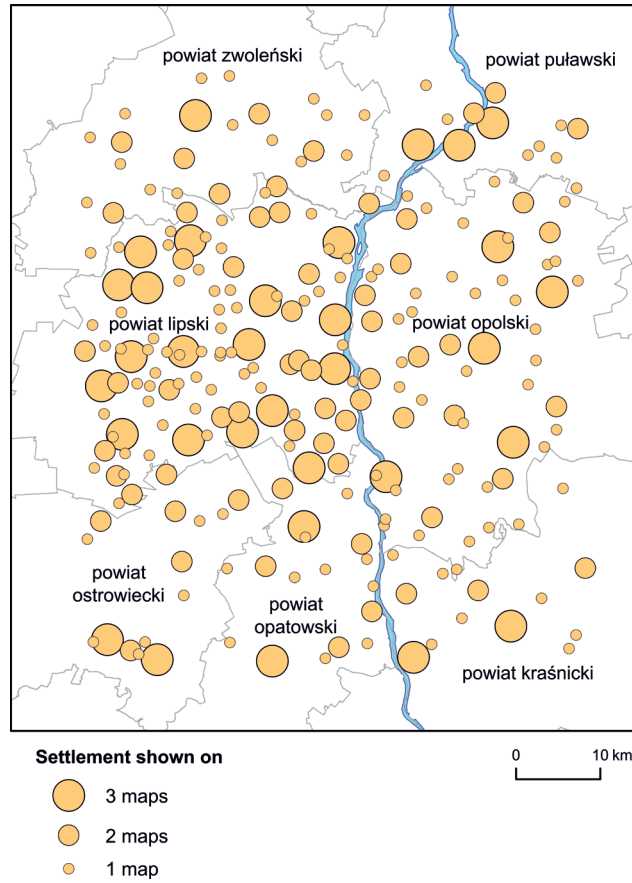 powiat zwoleński
powiat puławski
powiat lipski
powiat opolski
powiat
ostrowiecki
powiat
opatowski
powiat kraśnicki
Settlement shown on
3 maps
2 maps
1 map
0 10 km